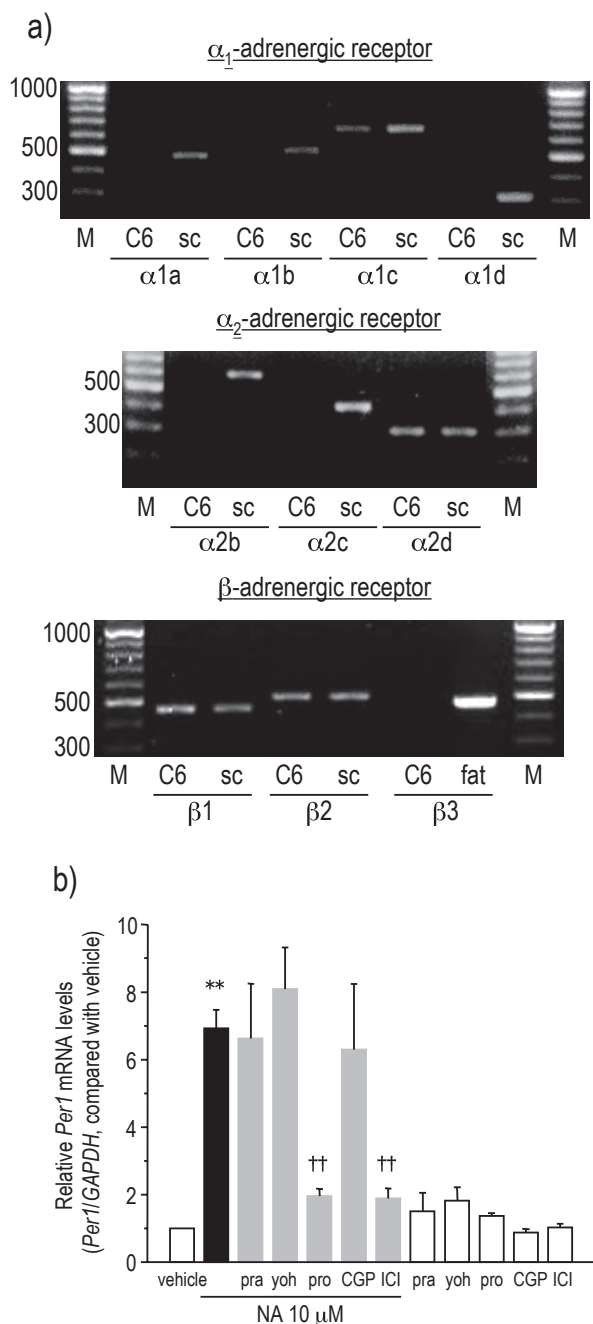 a)
α1-adrenergic receptor
1000
500
300
M C6 sc C6 sc C6 sc C6 sc M
α1a α1b α1c α1d
α2-adrenergic receptor
500
300
M C6 sc C6 sc C6 sc M
α2b α2c α2d
β-adrenergic receptor
1000
500
300
M C6 sc C6 sc C6 fat M
β1 β2 β3
b)
Relative Per1 mRNA levels
(Per1/GAPDH, compared with vehicle)
10
8
6
4
2
0
**
††
††
vehicle pra yoh pro CGP ICI pra yoh pro CGP ICI
NA 10 μM